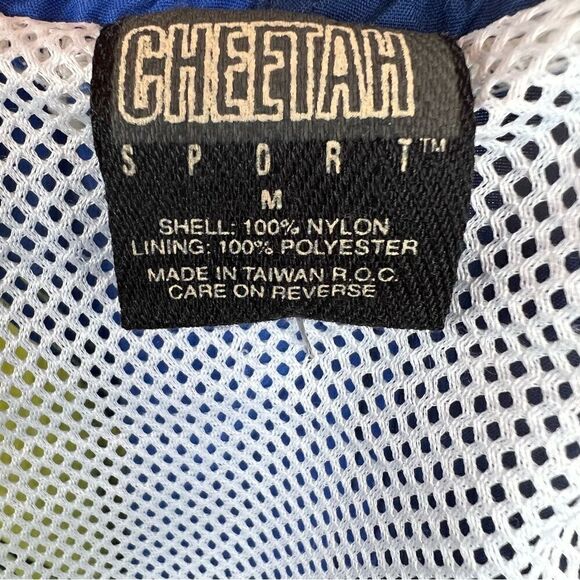 CHEETAH
SPORT™
M
SHELL: 100% NYLON
LINING: 100% POLYESTER
MADE IN TAIWAN R.O.C.
CARE ON REVERSE